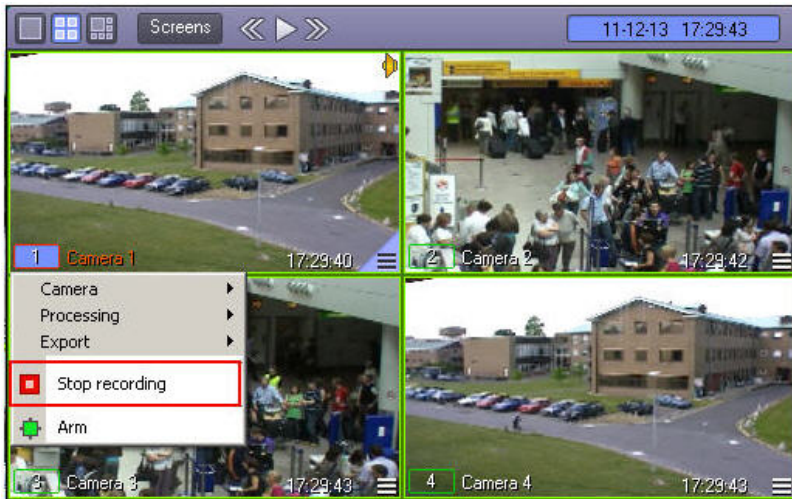 Screens
11-12-13 17:29:43
1 Camera 1 17:29:40
2 Camera 2 17:29:42
Camera
Processing
Export
Stop recording
Arm
3 Camera 3 17:29:43
4 Camera 4 17:29:43